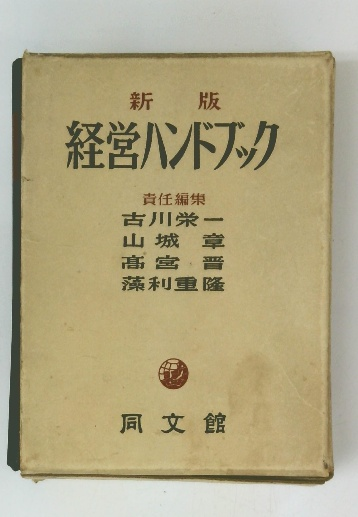 新 版
経営ハンドブック
責任編集
古川栄一
山城 章
髙宮 晋
藻利重隆
同文館